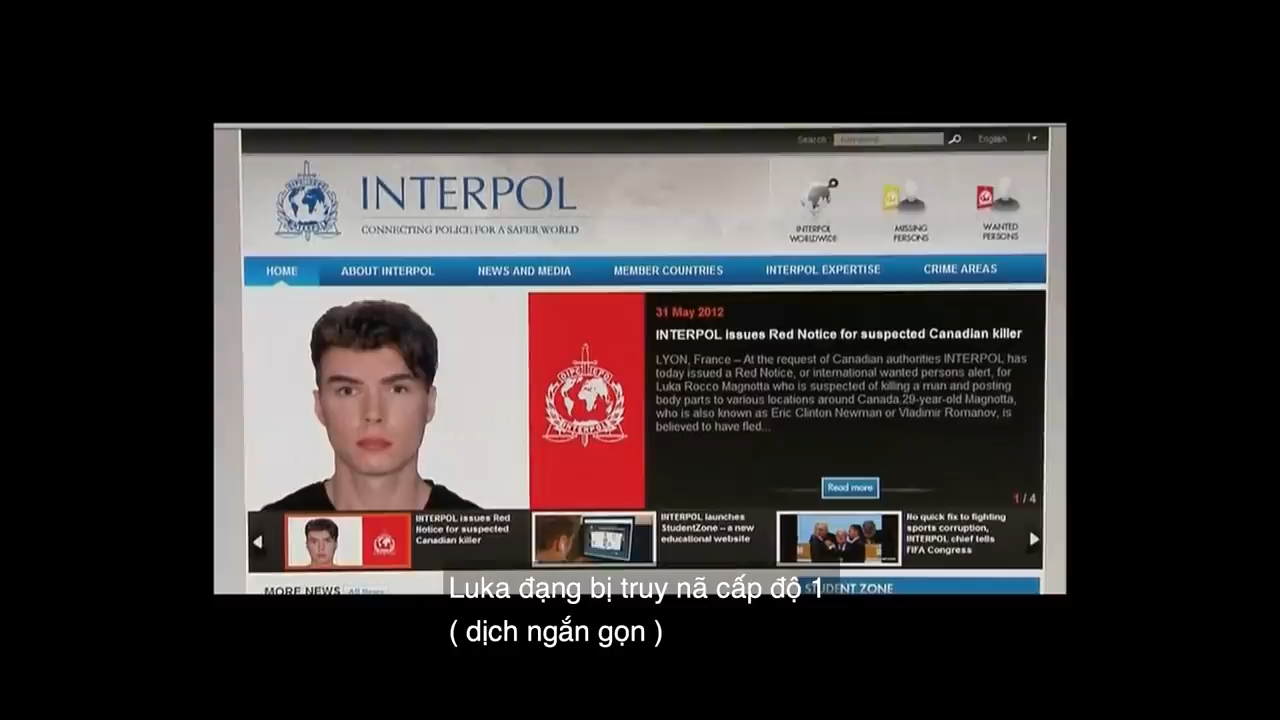 Search
English
INTERPOL
CONNECTING POLICE FOR A SAFER WORLD
INTERPOL
WORLDWIDE
MISSING
PERSONS
WANTED
PERSONS
HOME
ABOUT INTERPOL
NEWS AND MEDIA
MEMBER COUNTRIES
INTERPOL EXPERTISE
CRIME AREAS
OIPC ICPO
INTERPOL
31 May 2012
INTERPOL issues Red Notice for suspected Canadian killer
LYON, France – At the request of Canadian authorities INTERPOL has
today issued a Red Notice, or international wanted persons alert, for
Luka Rocco Magnotta who is suspected of killing a man and posting
body parts to various locations around Canada.29-year-old Magnotta,
who is also known as Eric Clinton Newman or Vladimir Romanov, is
believed to have fled...
Read more
1 / 4
INTERPOL issues Red
Notice for suspected
Canadian killer
INTERPOL launches
StudentZone – a new
educational website
No quick fix to fighting
sports corruption,
INTERPOL chief tells
FIFA Congress
MORE NEWS
All News
STUDENT ZONE
Luka đạng bị truy nã cấp độ 1
( dịch ngắn gọn )